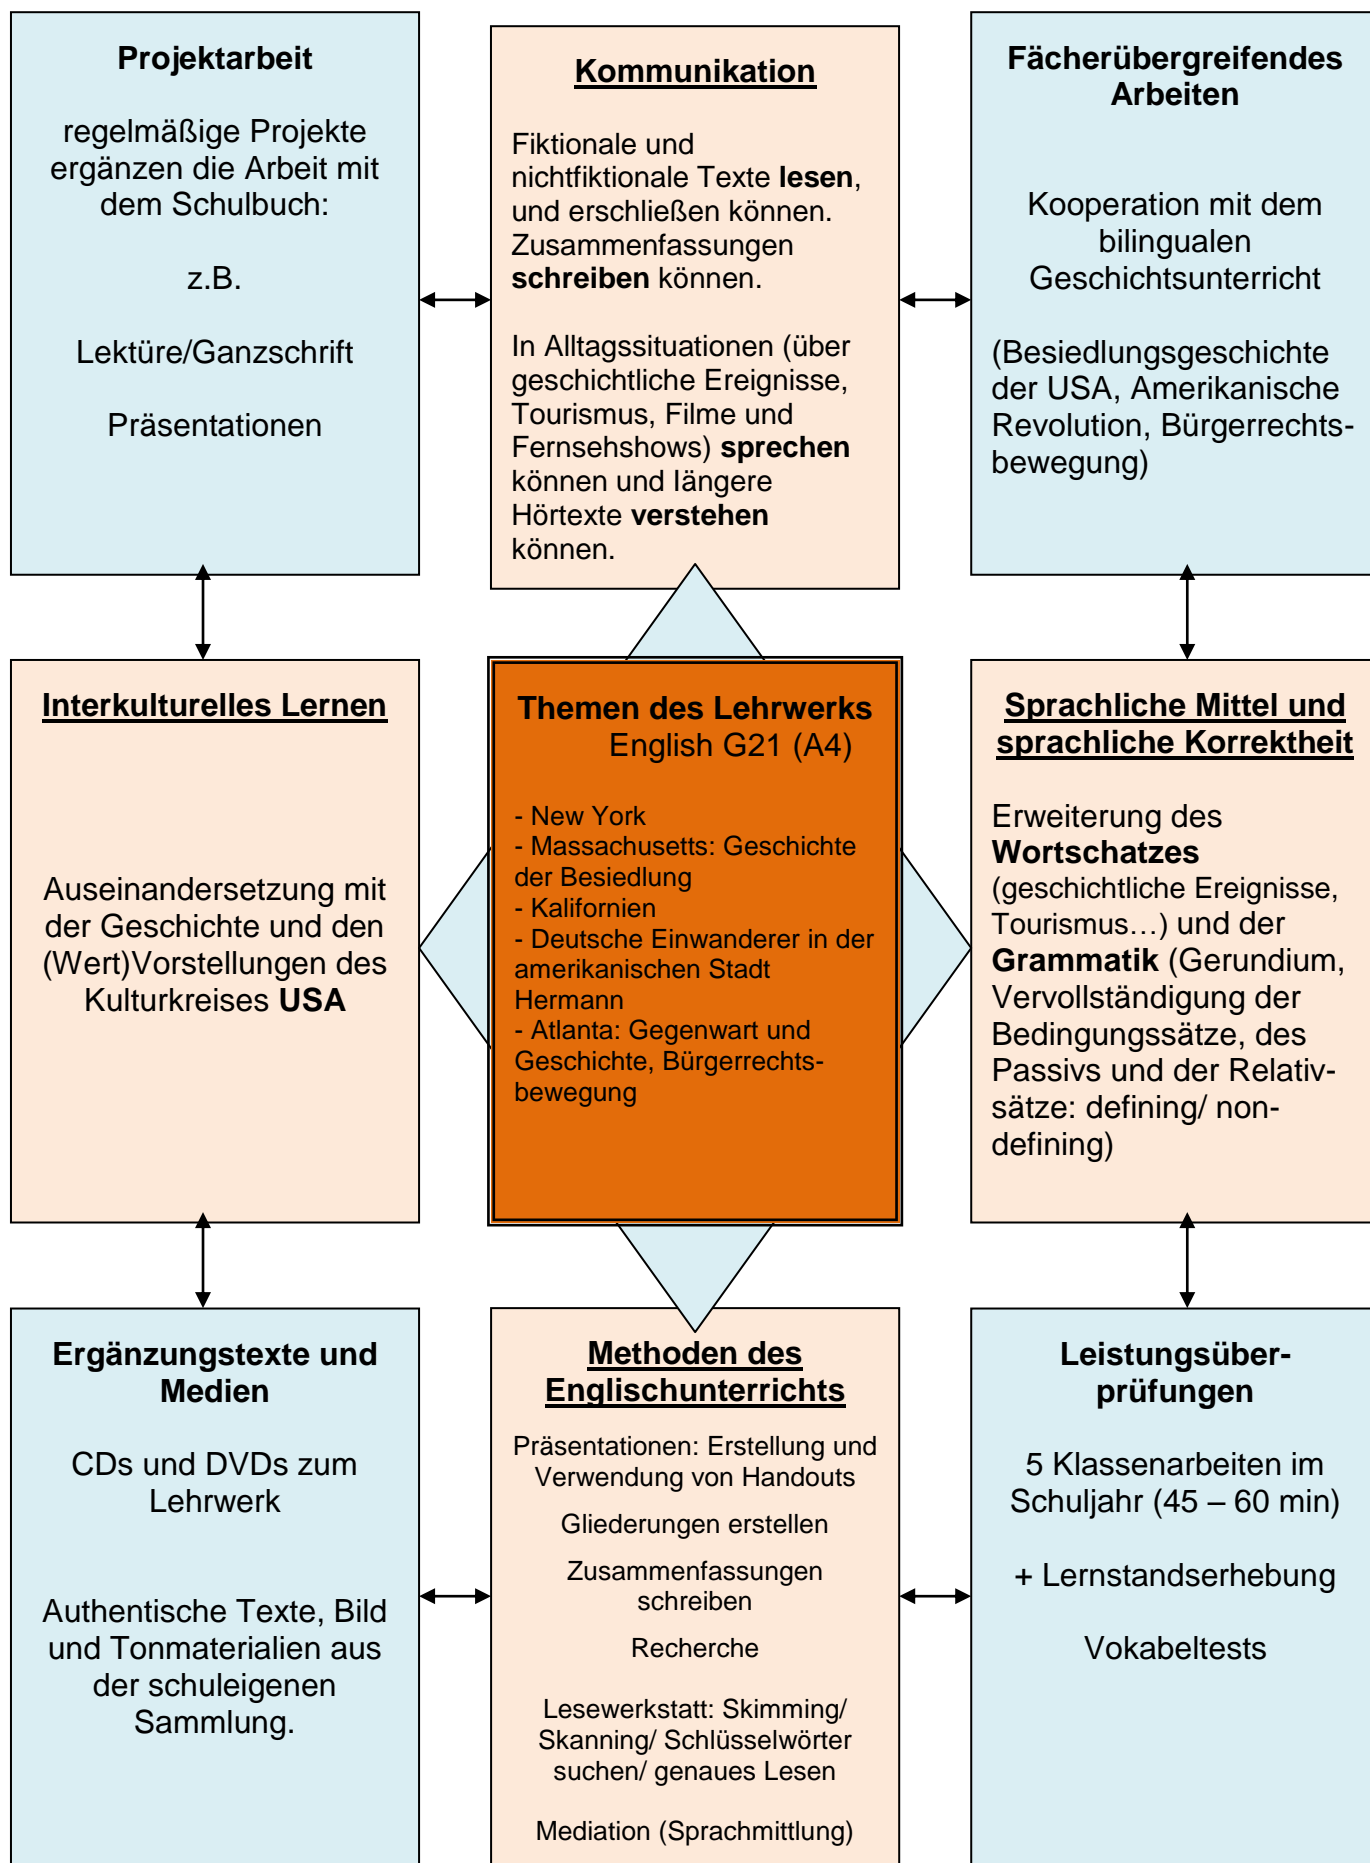 Projektarbeit
regelmäßige Projekte
ergänzen die Arbeit mit
dem Schulbuch:
z.B.
Lektüre/Ganzschrift
Präsentationen
Kommunikation
Fiktionale und
nichtfiktionale Texte lesen,
und erschließen können.
Zusammenfassungen
schreiben können.
In Alltagssituationen (über
geschichtliche Ereignisse,
Tourismus, Filme und
Fernsehshows) sprechen
können und längere
Hörtexte verstehen
können.
Fächerübergreifendes
Arbeiten
Kooperation mit dem
bilingualen
Geschichtsunterricht
(Besiedlungsgeschichte
der USA, Amerikanische
Revolution, Bürgerrechts-
bewegung)
Interkulturelles Lernen
Auseinandersetzung mit
der Geschichte und den
(Wert)Vorstellungen des
Kulturkreises USA
Themen des Lehrwerks
English G21 (A4)
- New York
- Massachusetts: Geschichte
der Besiedlung
- Kalifornien
- Deutsche Einwanderer in der
amerikanischen Stadt
Hermann
- Atlanta: Gegenwart und
Geschichte, Bürgerrechts-
bewegung
Sprachliche Mittel und
sprachliche Korrektheit
Erweiterung des
Wortschatzes
(geschichtliche Ereignisse,
Tourismus…) und der
Grammatik (Gerundium,
Vervollständigung der
Bedingungssätze, des
Passivs und der Relativ-
sätze: defining/ non-
defining)
Ergänzungstexte und
Medien
CDs und DVDs zum
Lehrwerk
Authentische Texte, Bild
und Tonmaterialien aus
der schuleigenen
Sammlung.
Methoden des
Englischunterrichts
Präsentationen: Erstellung und
Verwendung von Handouts
Gliederungen erstellen
Zusammenfassungen
schreiben
Recherche
Lesewerkstatt: Skimming/
Skanning/ Schlüsselwörter
suchen/ genaues Lesen
Mediation (Sprachmittlung)
Leistungsüber-
prüfungen
5 Klassenarbeiten im
Schuljahr (45 – 60 min)
+ Lernstandserhebung
Vokabeltests